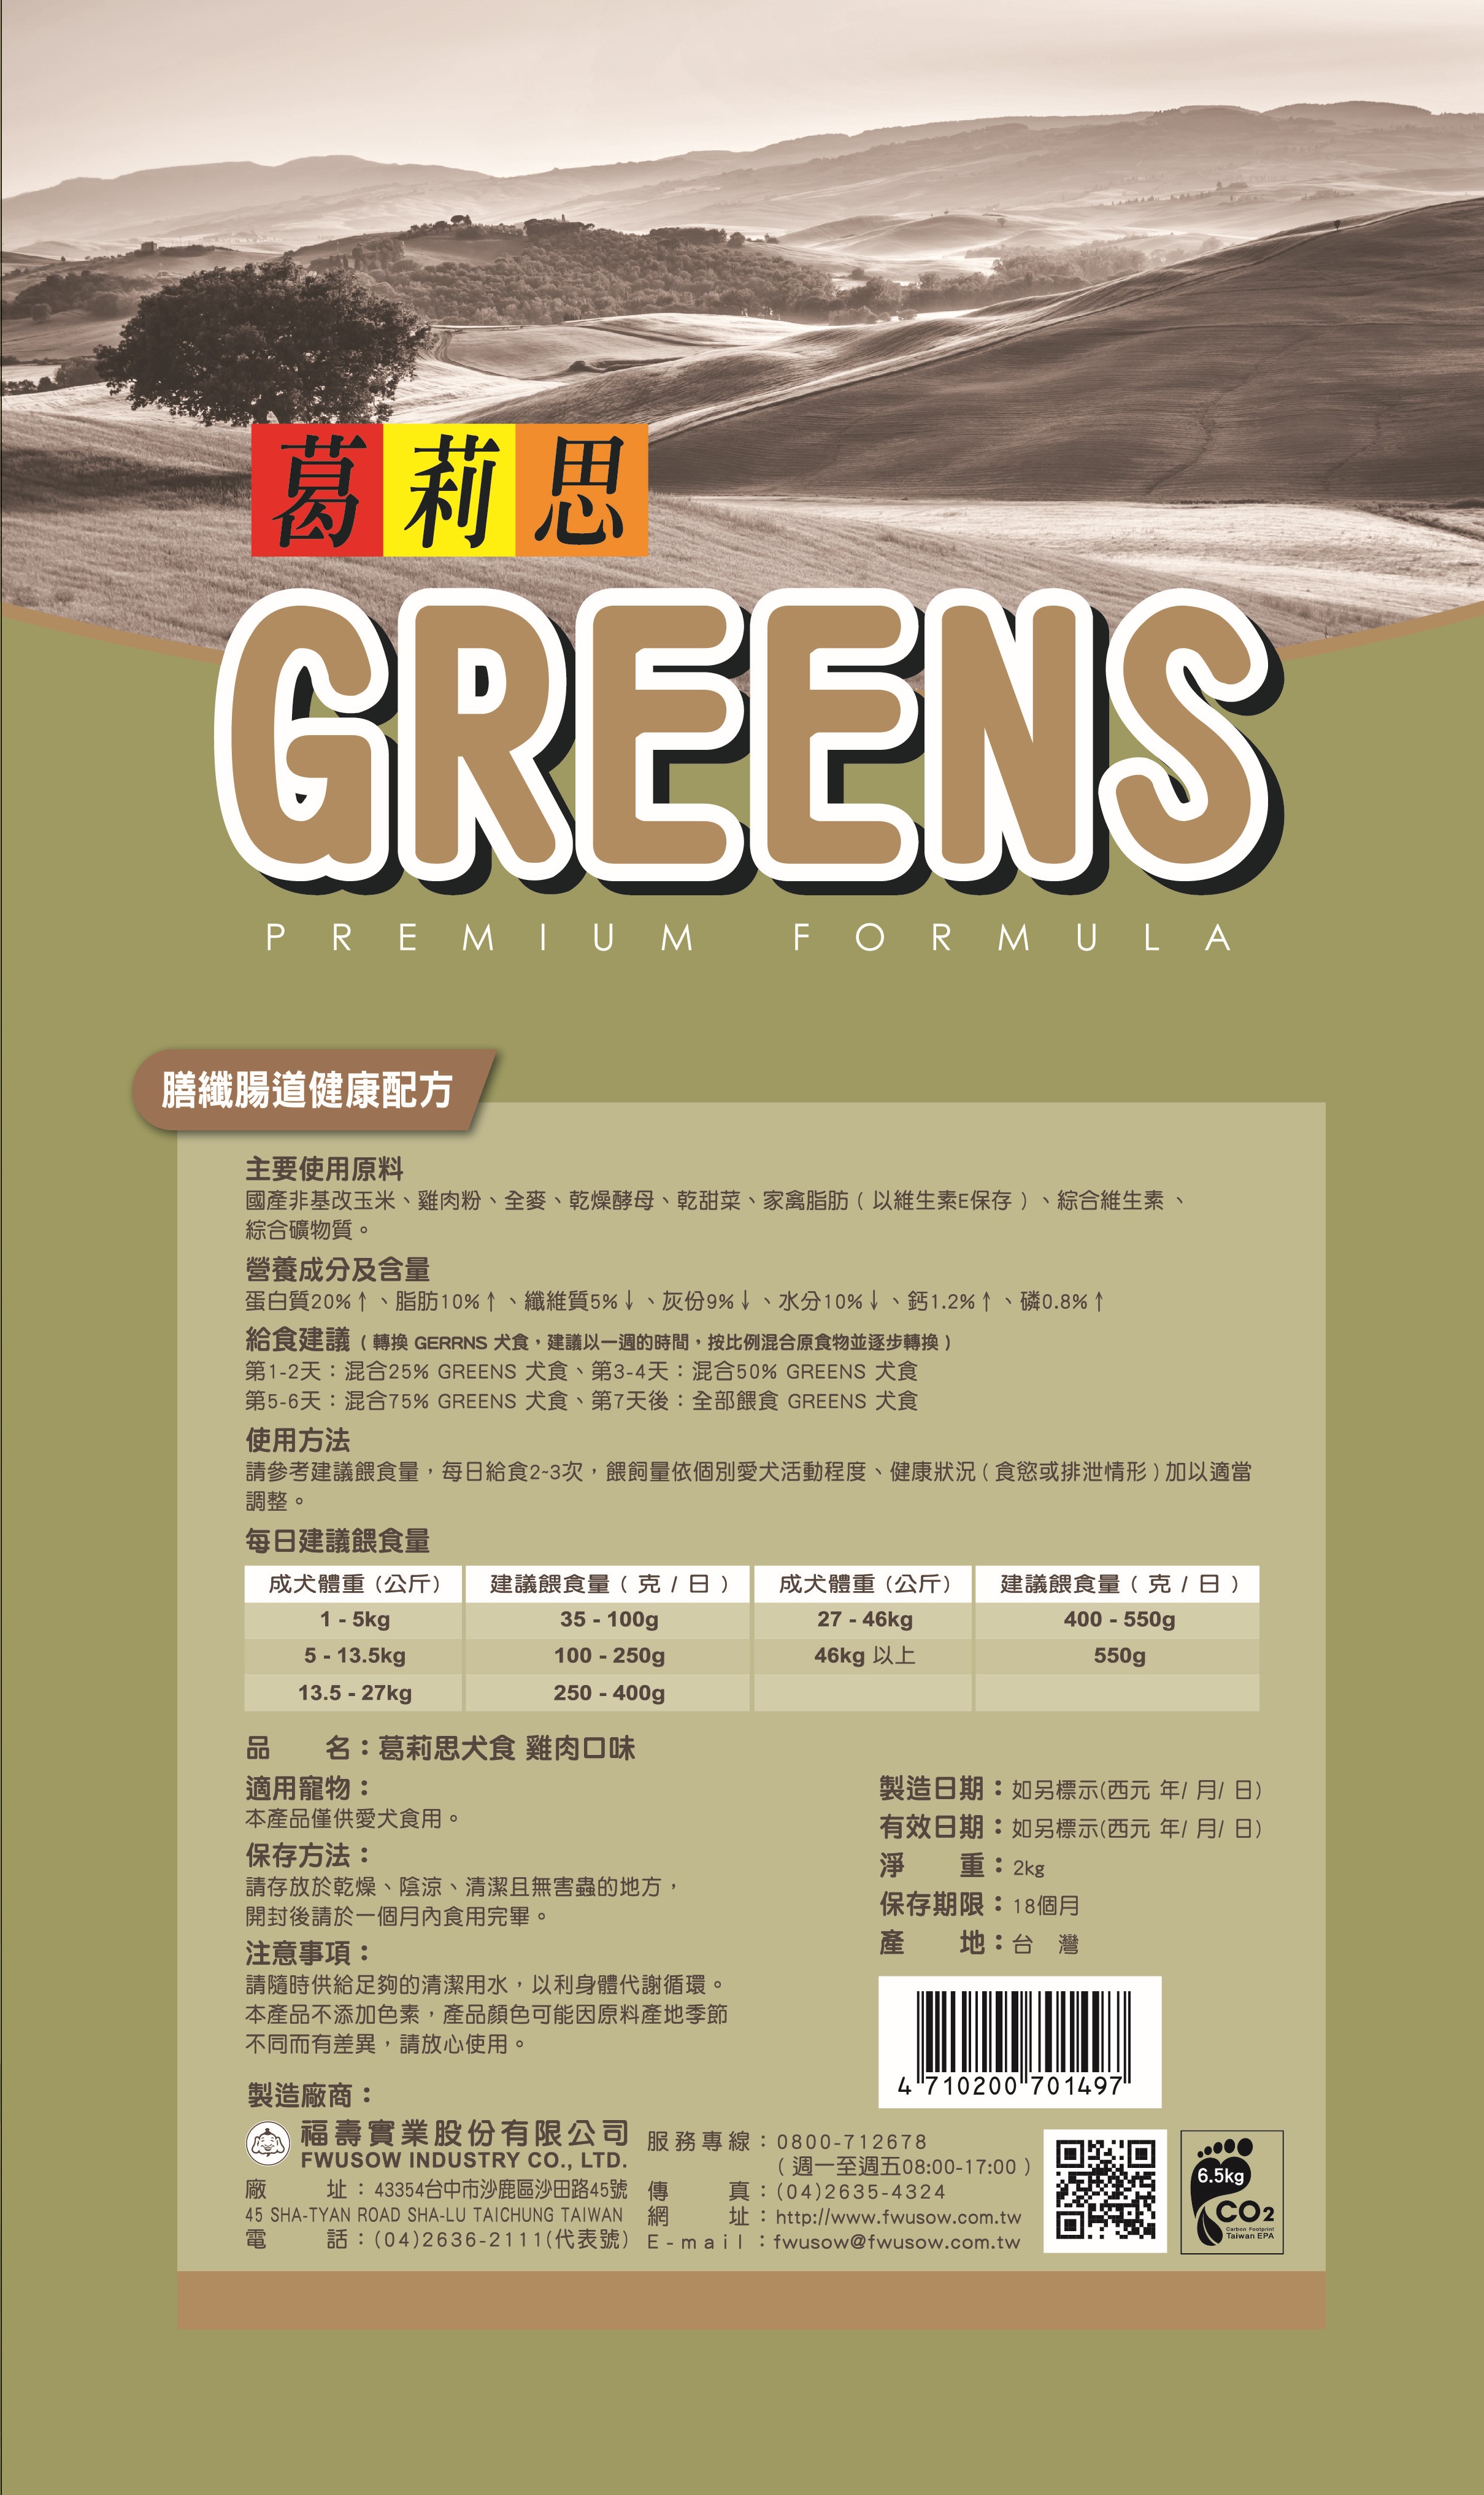 葛莉思
GREENS
PREMIUM FORMULA
膳纖腸道健康配方
主要使用原料
國產非基改玉米、雞肉粉、全麥、乾燥酵母、乾甜菜、家禽脂肪（以維生素E保存）、綜合維生素、
綜合礦物質。
營養成分及含量
蛋白質20%↑、脂肪10%↑、纖維質5%↓、灰份9%↓、水分10%↓、鈣1.2%↑、磷0.8%↑
給食建議（轉換 GERRNS 犬食，建議以一週的時間，按比例混合原食物並逐步轉換）
第1-2天：混合25% GREENS 犬食、第3-4天：混合50% GREENS 犬食
第5-6天：混合75% GREENS 犬食、第7天後：全部餵食 GREENS 犬食
使用方法
請參考建議餵食量，每日給食2~3次，餵飼量依個別愛犬活動程度、健康狀況（食慾或排泄情形）加以適當
調整。
每日建議餵食量
成犬體重（公斤） 建議餵食量（克/日） 成犬體重（公斤） 建議餵食量（克/日）
1 - 5kg 35 - 100g 27 - 46kg 400 - 550g
5 - 13.5kg 100 - 250g 46kg 以上 550g
13.5 - 27kg 250 - 400g
品 名：葛莉思犬食 雞肉口味
適用寵物：
本產品僅供愛犬食用。
保存方法：
請存放於乾燥、陰涼、清潔且無害蟲的地方，
開封後請於一個月內食用完畢。
注意事項：
請隨時供給足夠的清潔用水，以利身體代謝循環。
本產品不添加色素，產品顏色可能因原料產地季節
不同而有差異，請放心使用。
製造日期：如另標示(西元 年/ 月/ 日)
有效日期：如另標示(西元 年/ 月/ 日)
淨 重：2kg
保存期限：18個月
產 地：台 灣
4 710200 701497
製造廠商：
福壽實業股份有限公司
FWUSOW INDUSTRY CO., LTD.
廠 址：43354台中市沙鹿區沙田路45號
45 SHA-TYAN ROAD SHA-LU TAICHUNG TAIWAN
電 話：(04)2636-2111(代表號)
服務專線：0800-712678
（週一至週五08:00-17:00）
傳 真：(04)2635-4324
網 址：http://www.fwusow.com.tw
E-mail：fwusow@fwusow.com.tw
6.5kg
CO2
Carbon Footprint
Taiwan EPA